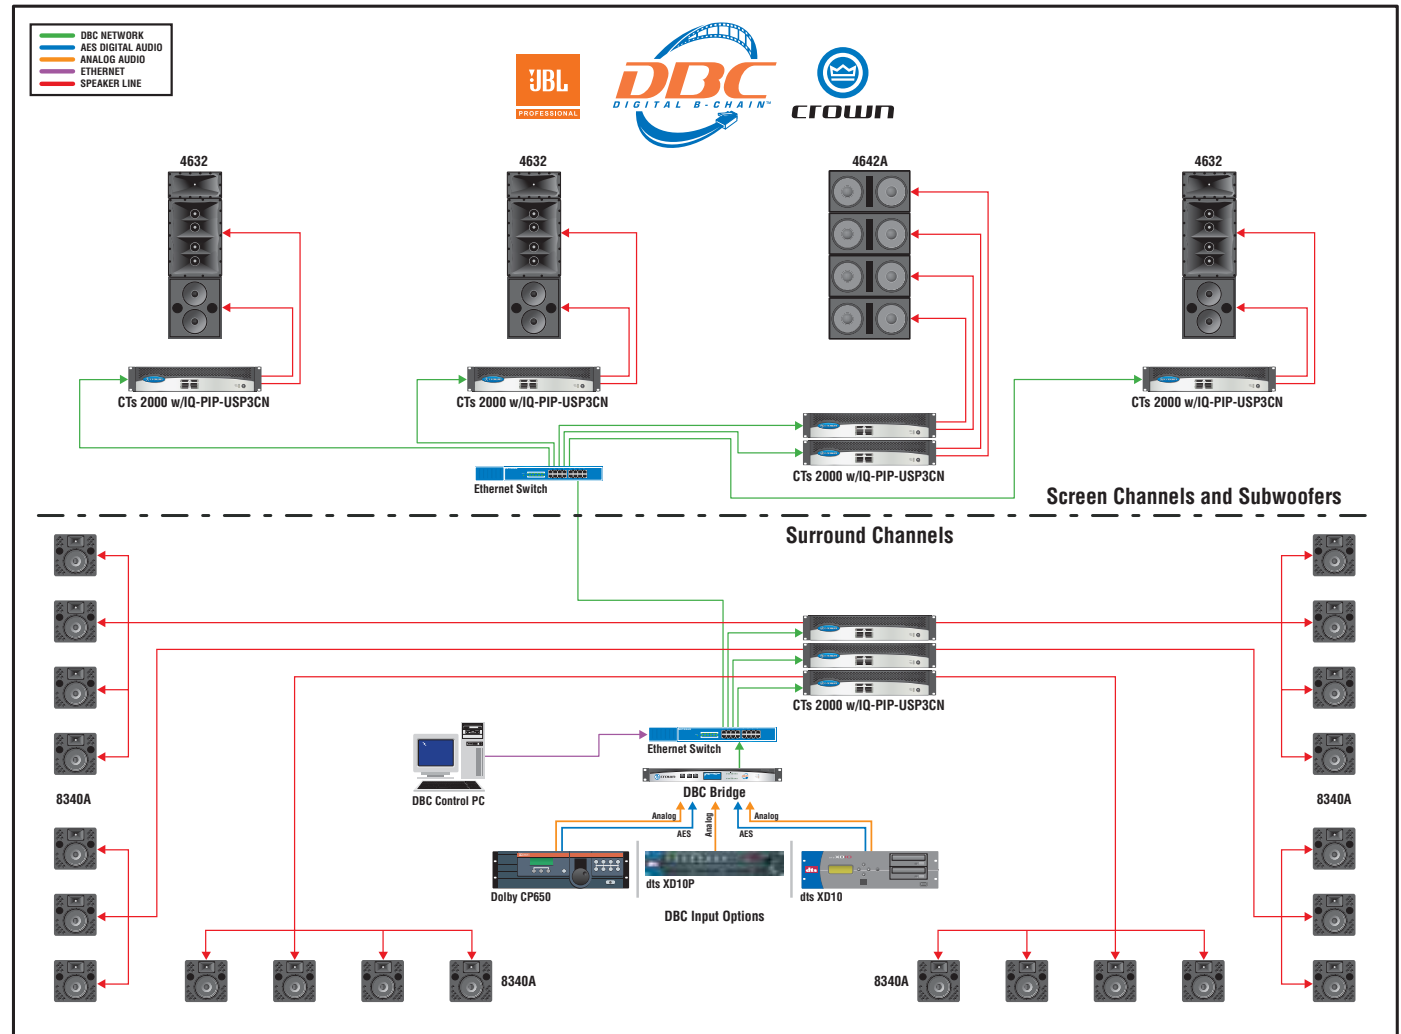 DBC NETWORK
AES DIGITAL AUDIO
ANALOG AUDIO
ETHERNET
SPEAKER LINE
JBL
PROFESSIONAL
DBC
DIGITAL B-CHAIN™
crown
4632
4632
4642A
4632
CTs 2000 w/IQ-PIP-USP3CN
CTs 2000 w/IQ-PIP-USP3CN
CTs 2000 w/IQ-PIP-USP3CN
CTs 2000 w/IQ-PIP-USP3CN
Ethernet Switch
Screen Channels and Subwoofers
Surround Channels
CTs 2000 w/IQ-PIP-USP3CN
Ethernet Switch
DBC Control PC
DBC Bridge
8340A
8340A
Analog
AES
Analog
AES
Analog
dts
Dolby CP650
dts XD10P
dts XD10
DBC Input Options
8340A
8340A